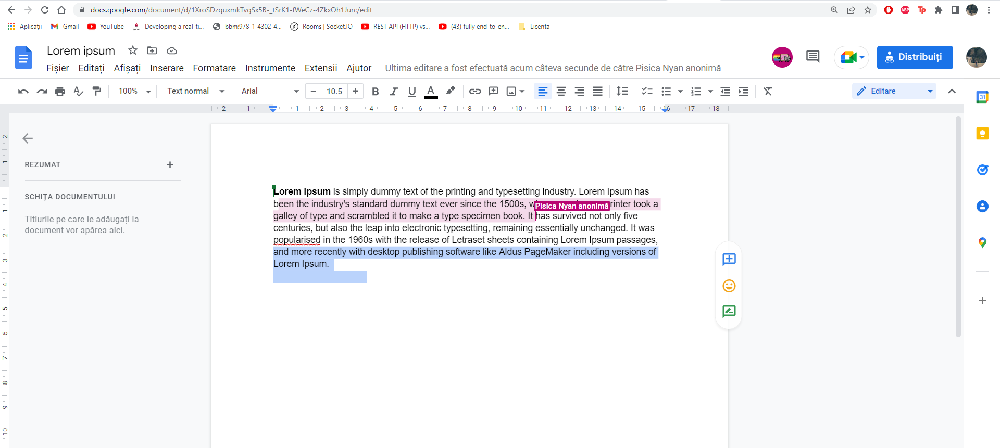 docs.google.com/document/d/1XroSDzguxmkTvgSx5B-_tSrK1-fWeCz-4ZkxOh1Jurc/edit
ABP
Tp
Aplicații Gmail YouTube Developing a real-ti... bbm:978-1-4302-4... Rooms | Socket.IO REST API (HTTP) vs... (43) fully end-to-en... Licenta
Lorem ipsum
Fișier Editați Afișați Inserare Formatare Instrumente Extensii Ajutor Ultima editare a fost efectuată acum câteva secunde de către Pisica Nyan anonimă
Distribuiți
100% Text normal Arial − 10.5 + B I U A Editare
2 1 1 2 3 4 5 6 7 8 9 10 11 12 13 14 15 16 17 18
31
REZUMAT
SCHIȚA DOCUMENTULUI
Titlurile pe care le adăugați la
document vor apărea aici.
2
1
1
2
3
4
5
6
7
8
9
10
Lorem Ipsum is simply dummy text of the printing and typesetting industry. Lorem Ipsum has
been the industry's standard dummy text ever since the 1500s, rinter took a
Pisica Nyan anonimă
galley of type and scrambled it to make a type specimen book. It has survived not only five
centuries, but also the leap into electronic typesetting, remaining essentially unchanged. It was
popularised in the 1960s with the release of Letraset sheets containing Lorem Ipsum passages,
and more recently with desktop publishing software like Aldus PageMaker including versions of
Lorem Ipsum.